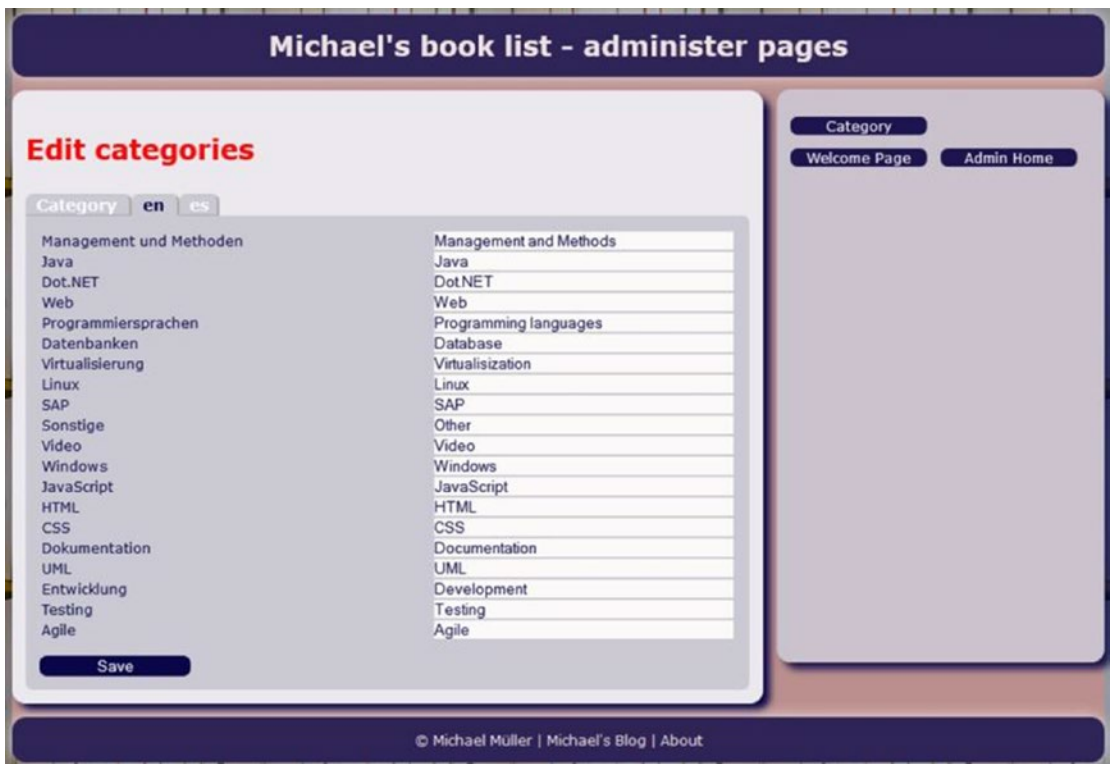 Michael's book list - administer pages
Edit categories
Category en es
Management und Methoden Management and Methods
Java Java
Dot.NET Dot.NET
Web Web
Programmiersprachen Programming languages
Datenbanken Database
Virtualisierung Virtualisization
Linux Linux
SAP SAP
Sonstige Other
Video Video
Windows Windows
JavaScript JavaScript
HTML HTML
CSS CSS
Dokumentation Documentation
UML UML
Entwicklung Development
Testing Testing
Agile Agile
Save
Category
Welcome Page Admin Home
© Michael Müller | Michael's Blog | About